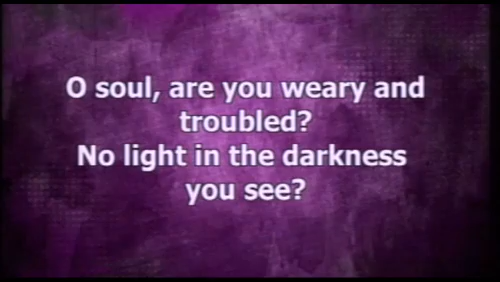 O soul, are you weary and
troubled?
No light in the darkness
you see?